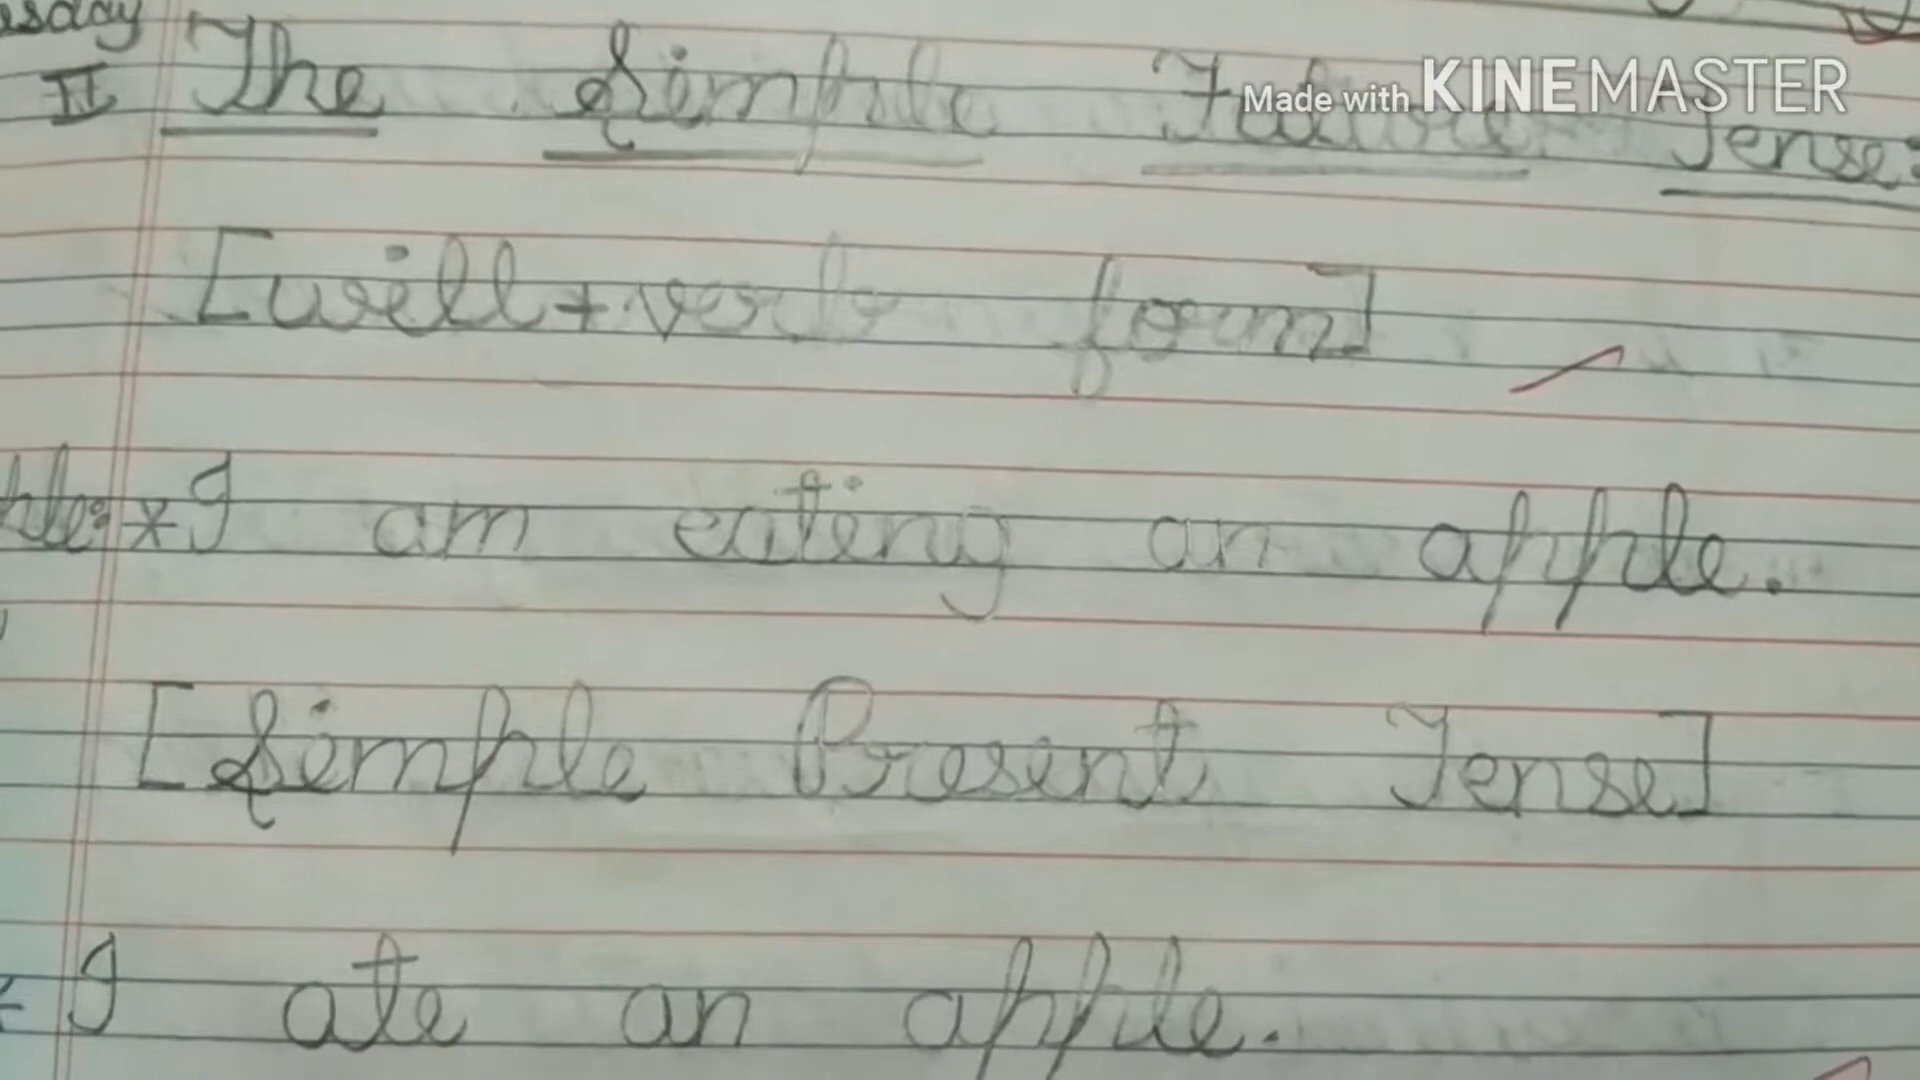 II The Simple Future Tense:
Made with KINEMASTER
[will + verb form]
* I am eating an apple.
[Simple Present Tense]
I ate an apple.